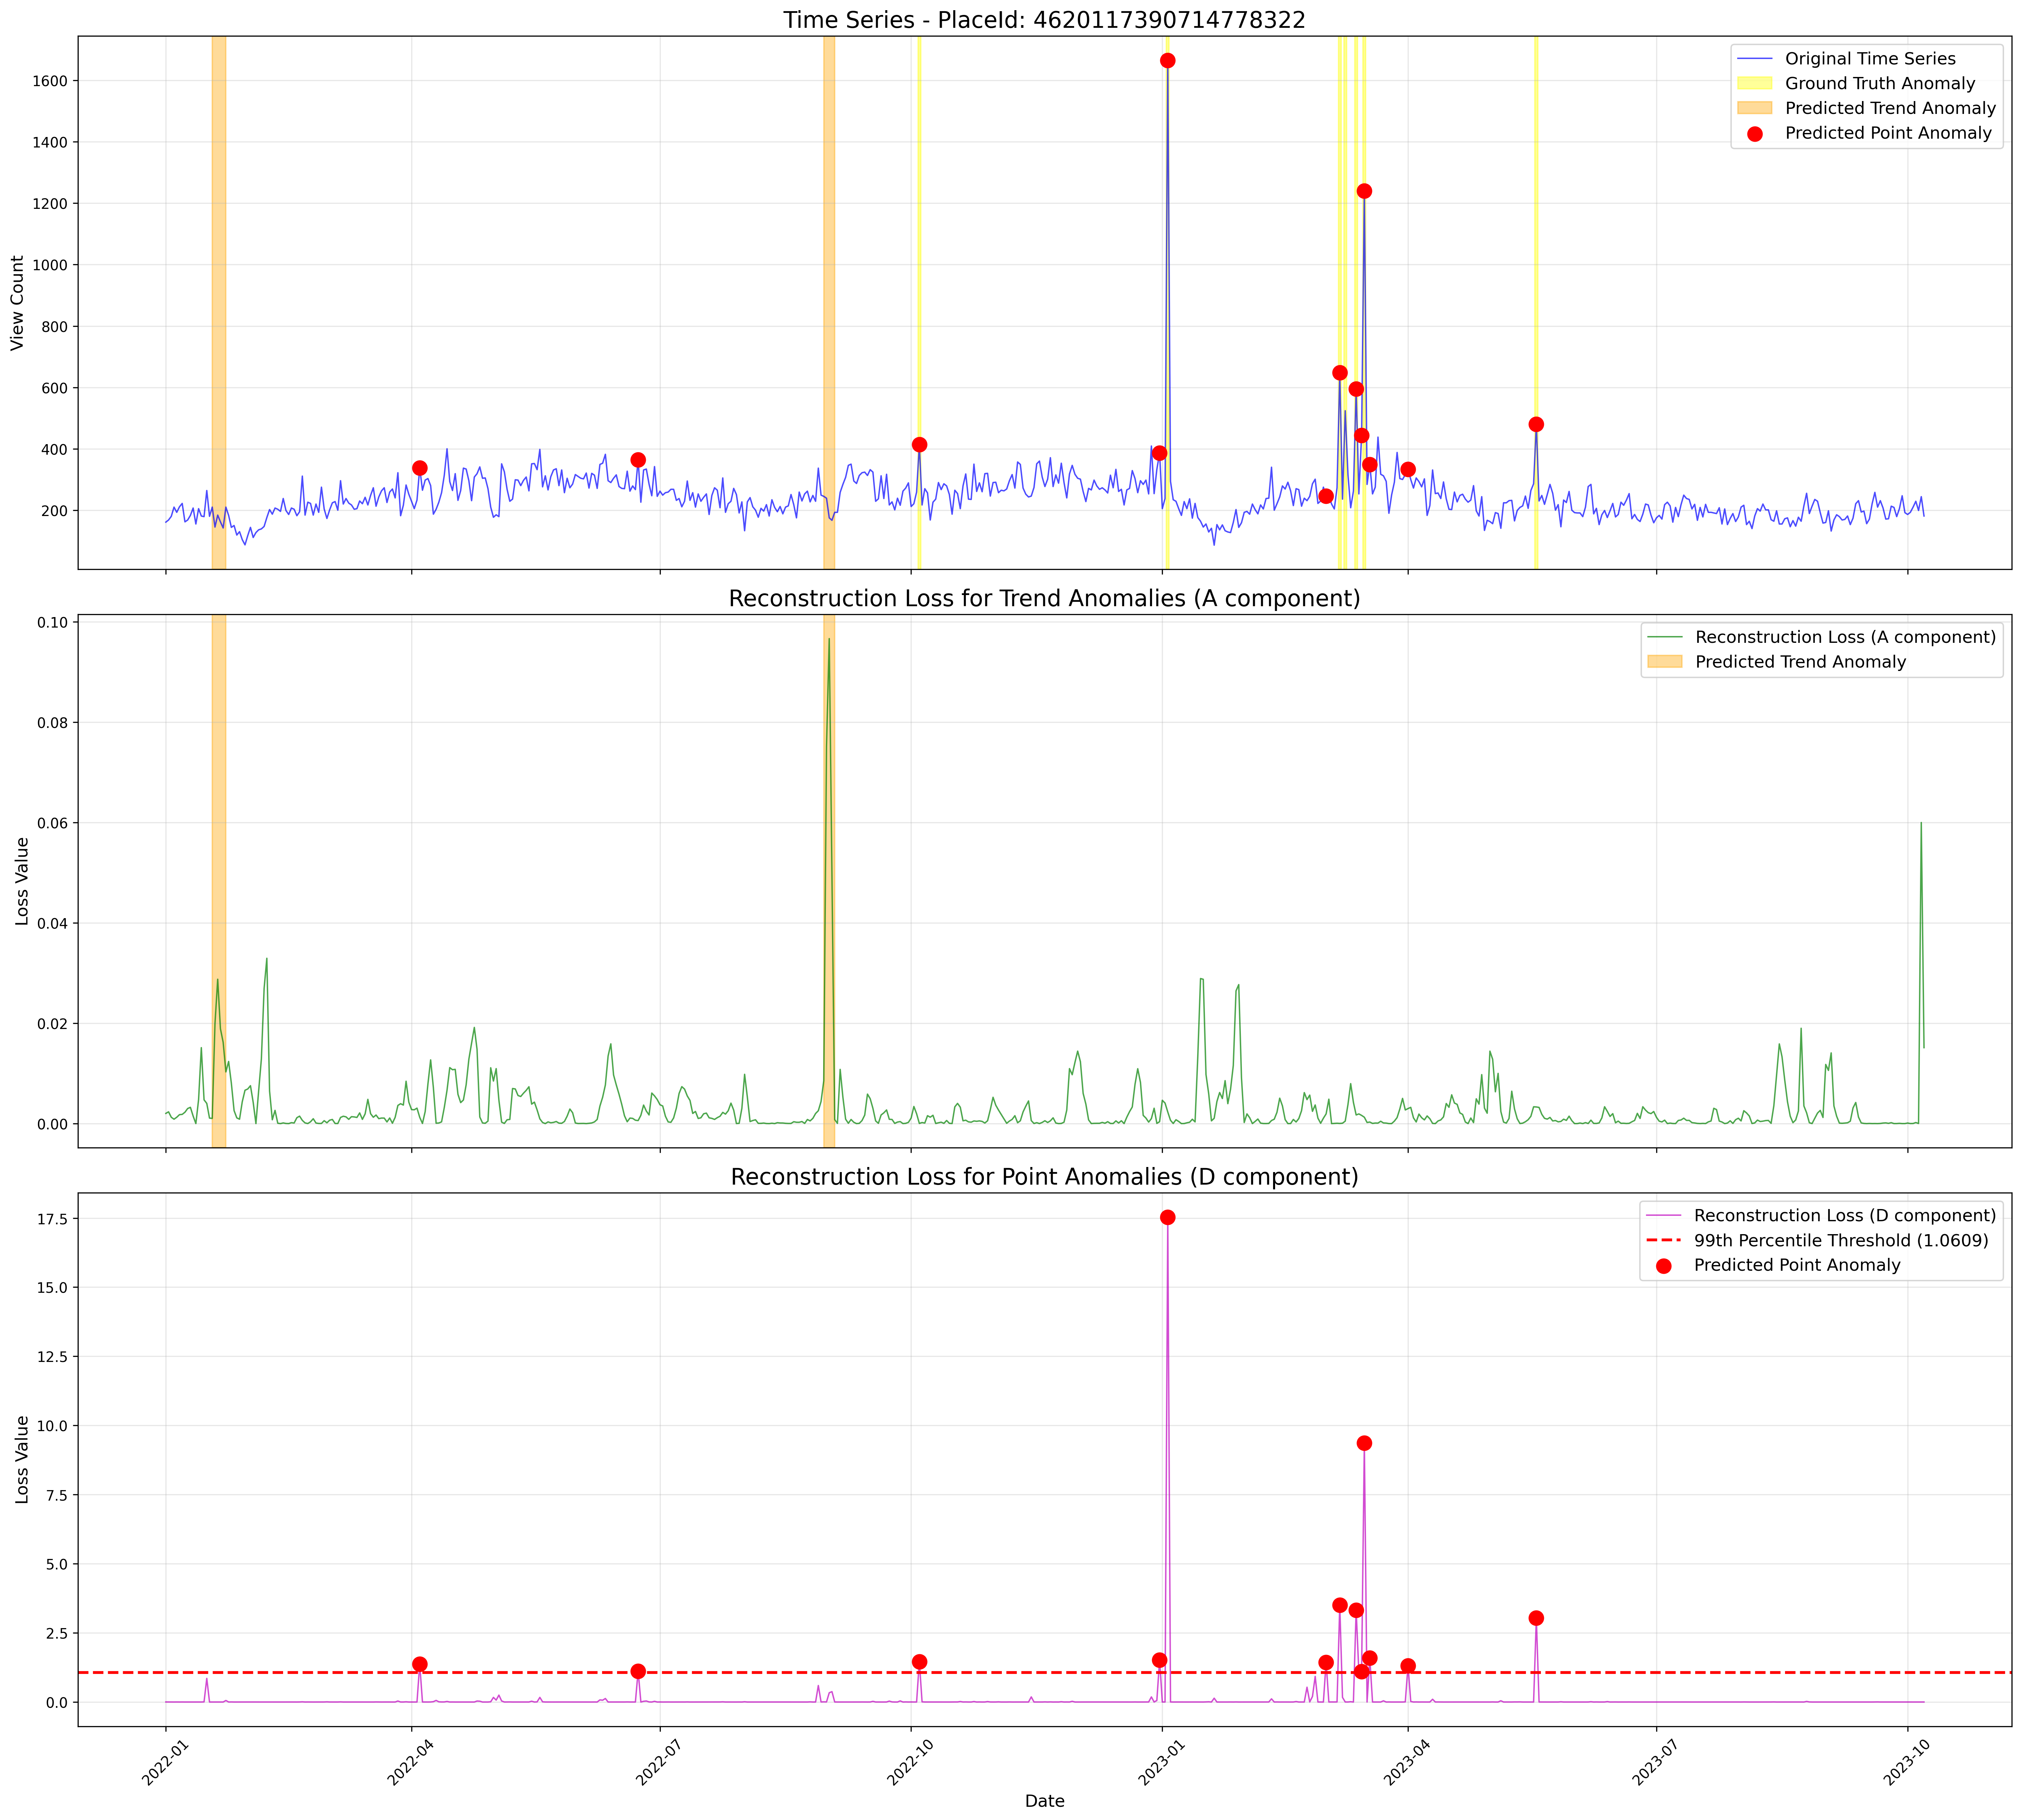 Time Series - PlaceId: 4620117390714778322
Original Time Series
Ground Truth Anomaly
Predicted Trend Anomaly
Predicted Point Anomaly
View Count
1600
1400
1200
1000
800
600
400
200
Reconstruction Loss for Trend Anomalies (A component)
Reconstruction Loss (A component)
Predicted Trend Anomaly
Loss Value
0.10
0.08
0.06
0.04
0.02
0.00
Reconstruction Loss for Point Anomalies (D component)
Reconstruction Loss (D component)
99th Percentile Threshold (1.0609)
Predicted Point Anomaly
Loss Value
17.5
15.0
12.5
10.0
7.5
5.0
2.5
0.0
2022-01
2022-04
2022-07
2022-10
2023-01
2023-04
2023-07
2023-10
Date